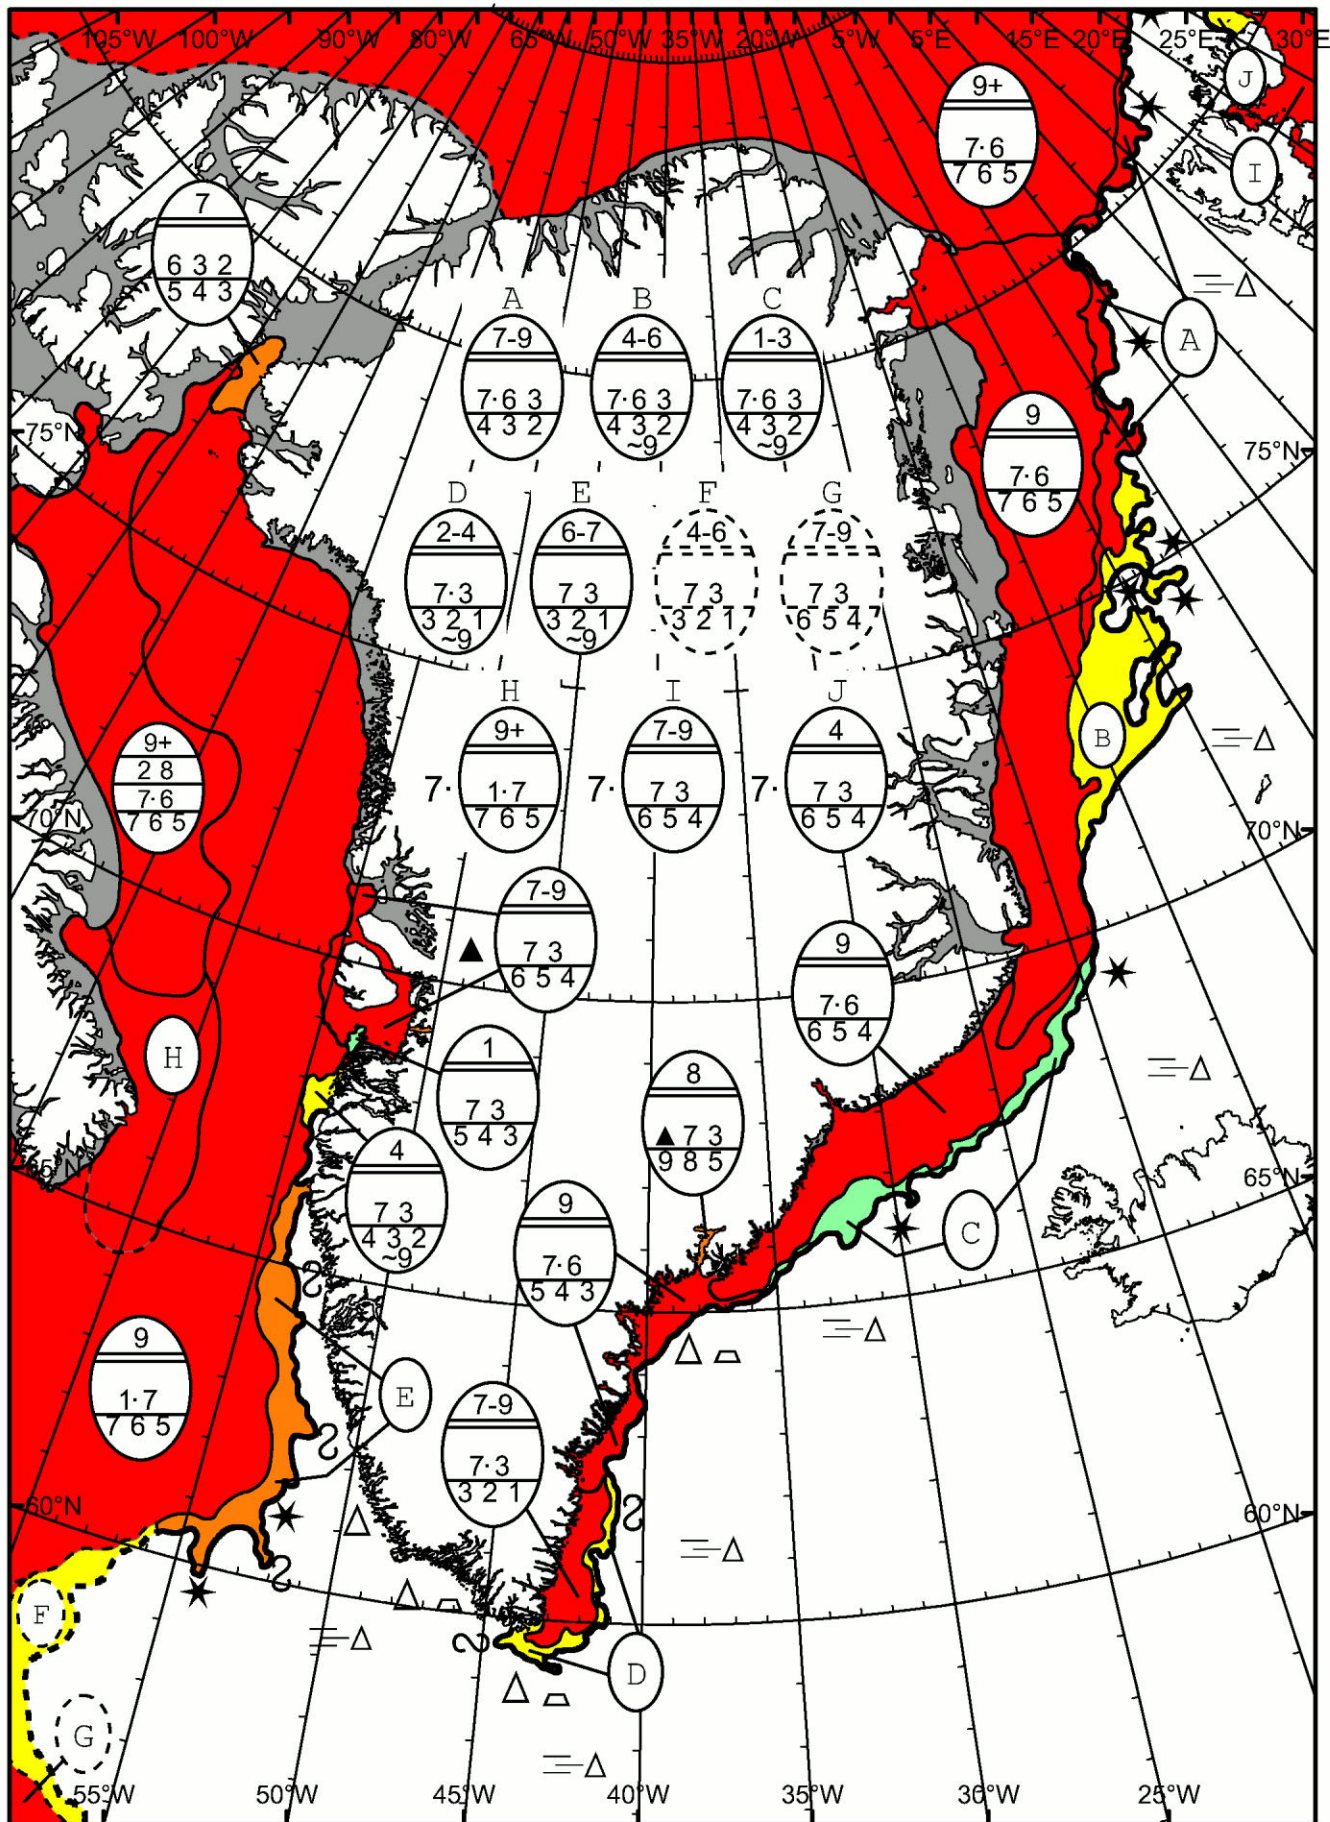 105°W 100°W 90°W 80°W 65°W 50°W 35°W 20°W 5°W 5°E 15°E 20°E 25°E 30°E
J
9+
7·6
7 6 5
I
7
6 3 2
5 4 3
A B C
7-9 4-6 1-3
7·6 3 7·6 3 7·6 3
4 3 2 4 3 2 4 3 2
~9 ~9
A
75°N
9
7·6
7 6 5
75°N
D E F G
2-4 6-7 4-6 7-9
7·3 7 3 7 3 7 3
3 2 1 3 2 1 3 2 1 6 5 4
~9 ~9
H I J
9+ 7-9 4
7· 1·7 7· 7 3 7· 7 3
7 6 5 6 5 4 6 5 4
B
9+
2 8
7·6
7 6 5
70°N
70°N
7-9
7 3
6 5 4
9
7·6
6 5 4
H
1
7 3
5 4 3
8
▲ 7 3
9 8 5
65°N
65°N
4
7 3
4 3 2
~9
9
7·6
5 4 3
C
9
1·7
7 6 5
E
7-9
7·3
3 2 1
60°N
60°N
F
D
G
55°W 50°W 45°W 40°W 35°W 30°W 25°W